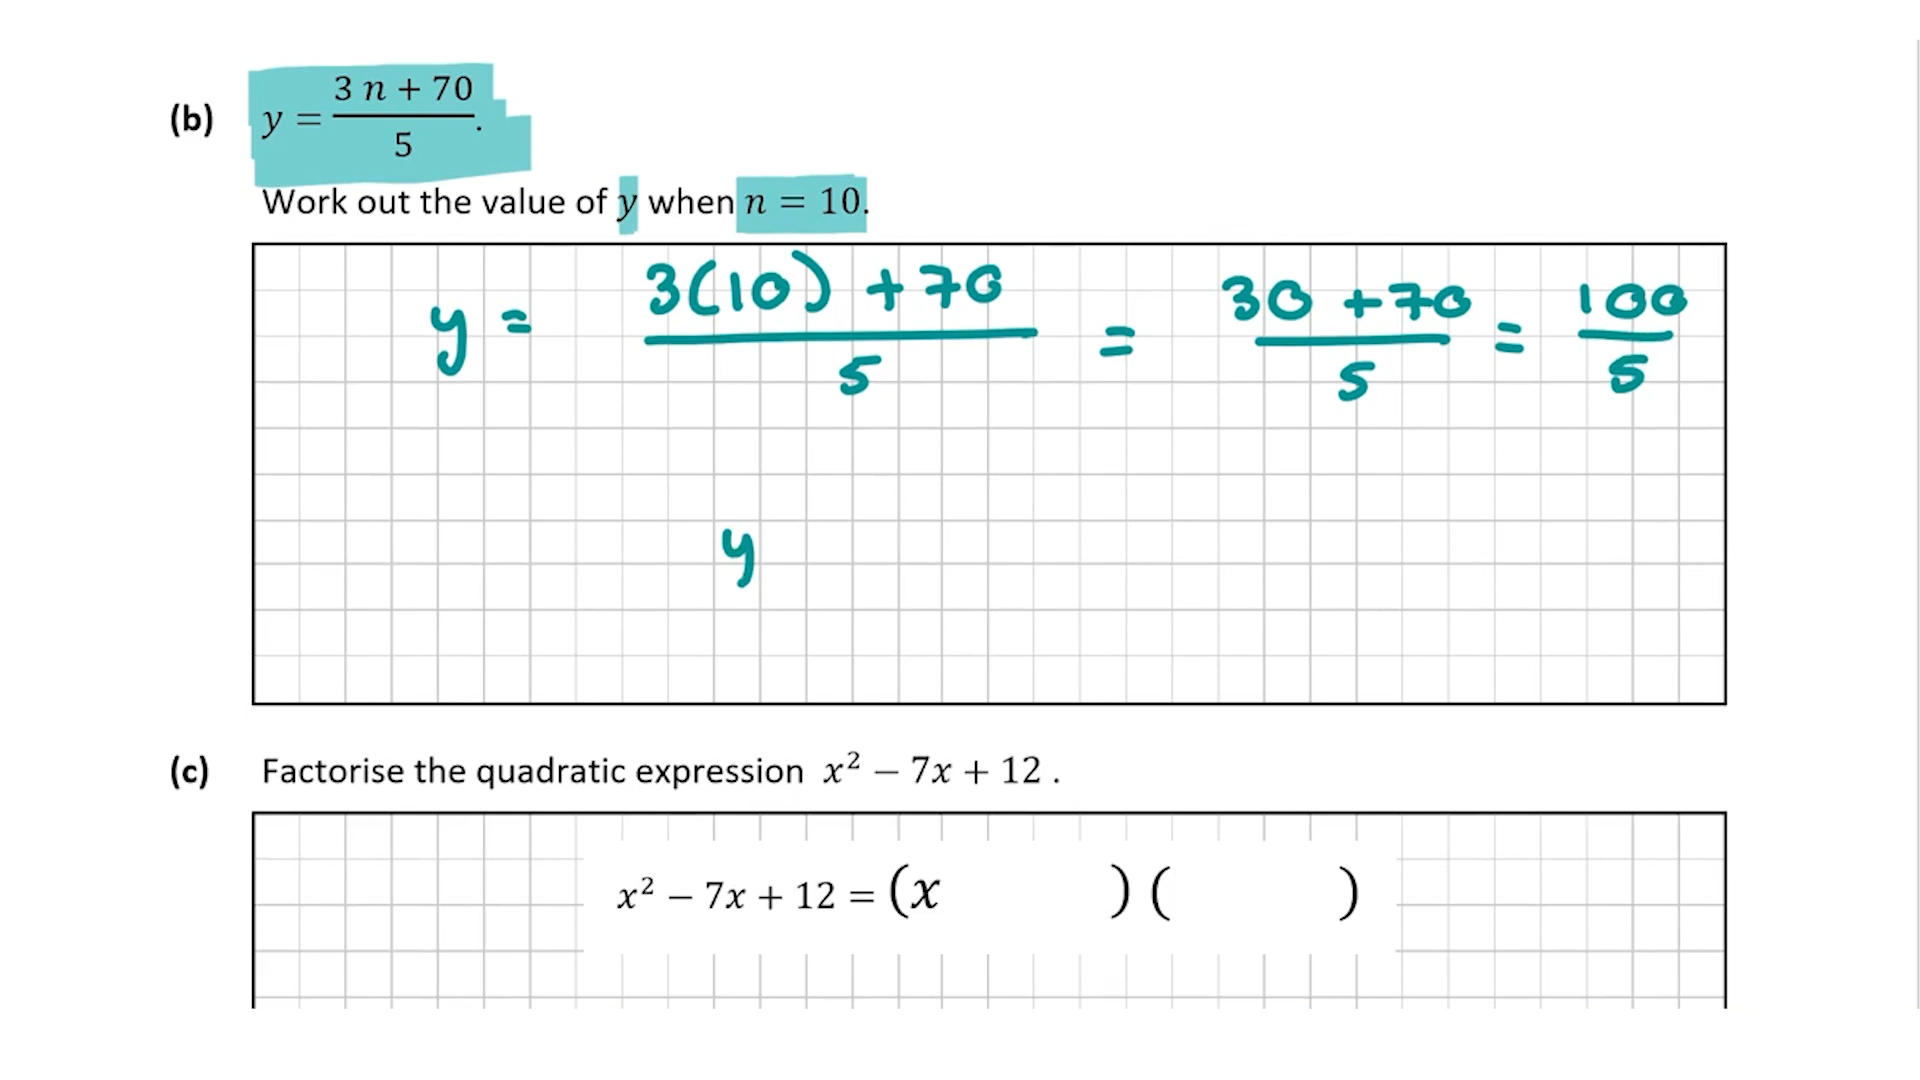 (b) y = (3 n + 70)/5.
Work out the value of y when n = 10.
y = (3(10) + 70)/5 = (30 + 70)/5 = 100/5
y
(c) Factorise the quadratic expression x² − 7x + 12 .
x² − 7x + 12 = (x )( )